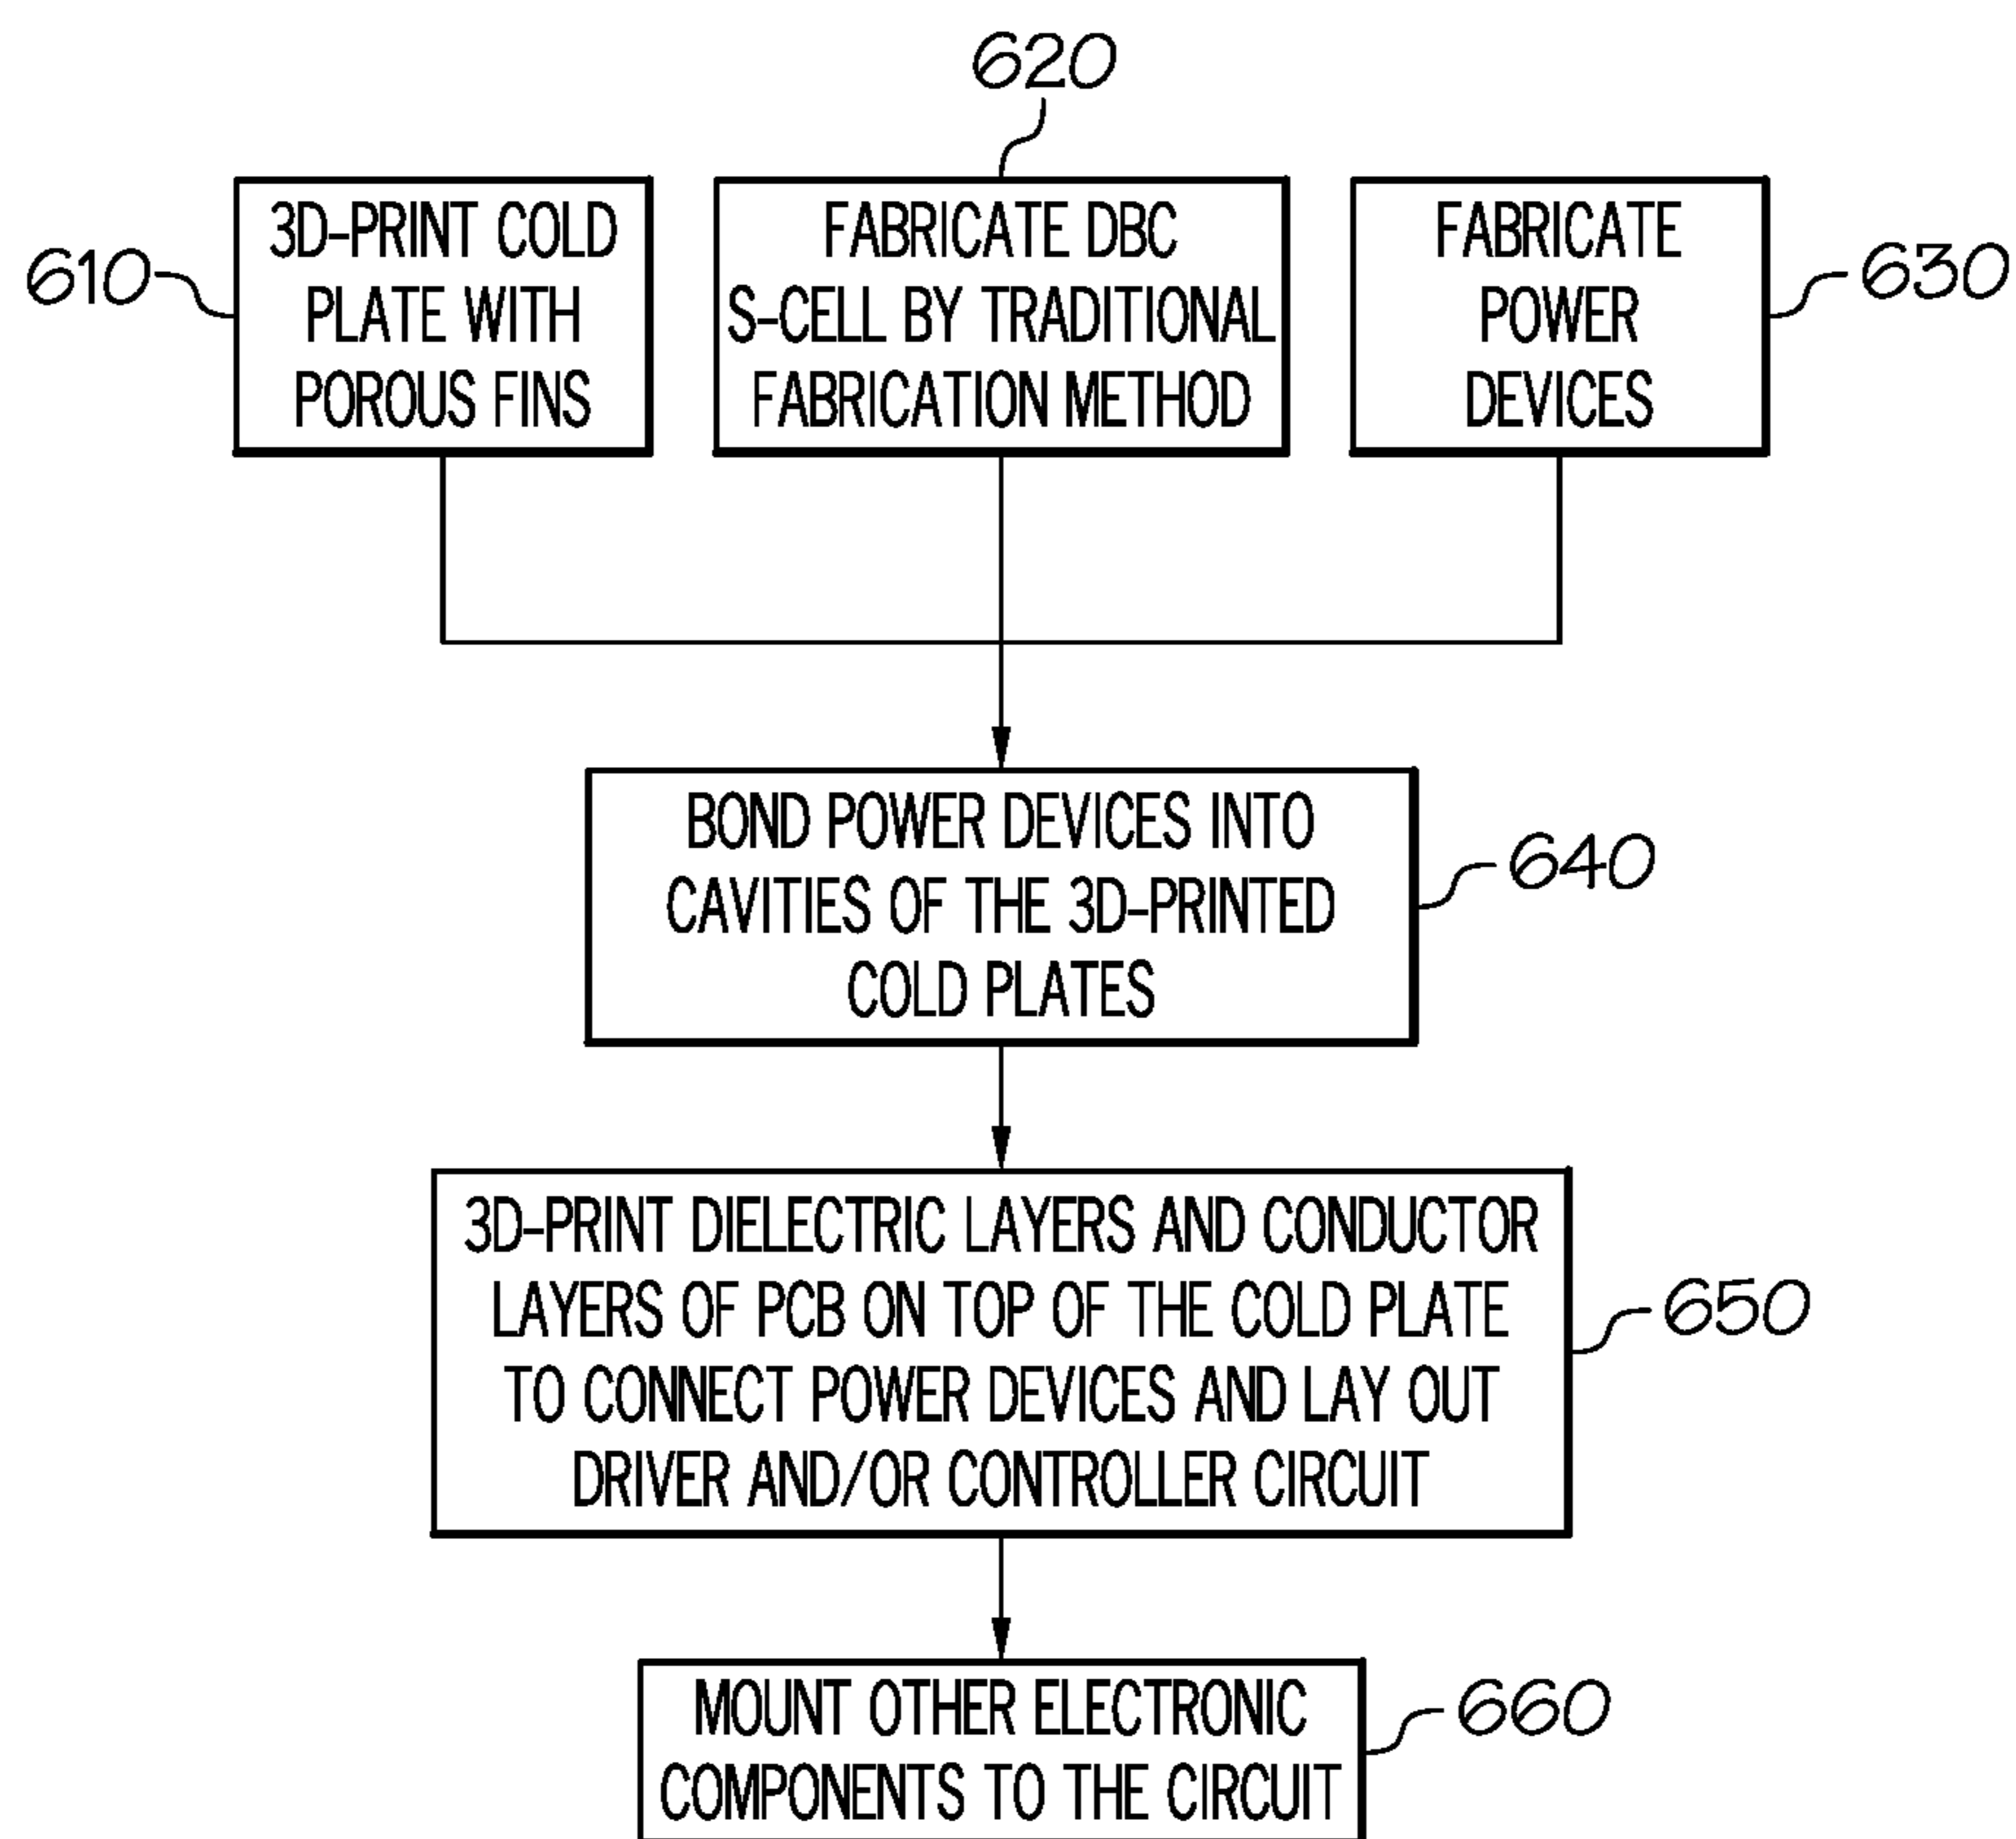 620
610
3D-PRINT COLD
PLATE WITH
POROUS FINS
FABRICATE DBC
S-CELL BY TRADITIONAL
FABRICATION METHOD
FABRICATE
POWER
DEVICES
630
BOND POWER DEVICES INTO
CAVITIES OF THE 3D-PRINTED
COLD PLATES
640
3D-PRINT DIELECTRIC LAYERS AND CONDUCTOR
LAYERS OF PCB ON TOP OF THE COLD PLATE
TO CONNECT POWER DEVICES AND LAY OUT
DRIVER AND/OR CONTROLLER CIRCUIT
650
MOUNT OTHER ELECTRONIC
COMPONENTS TO THE CIRCUIT
660